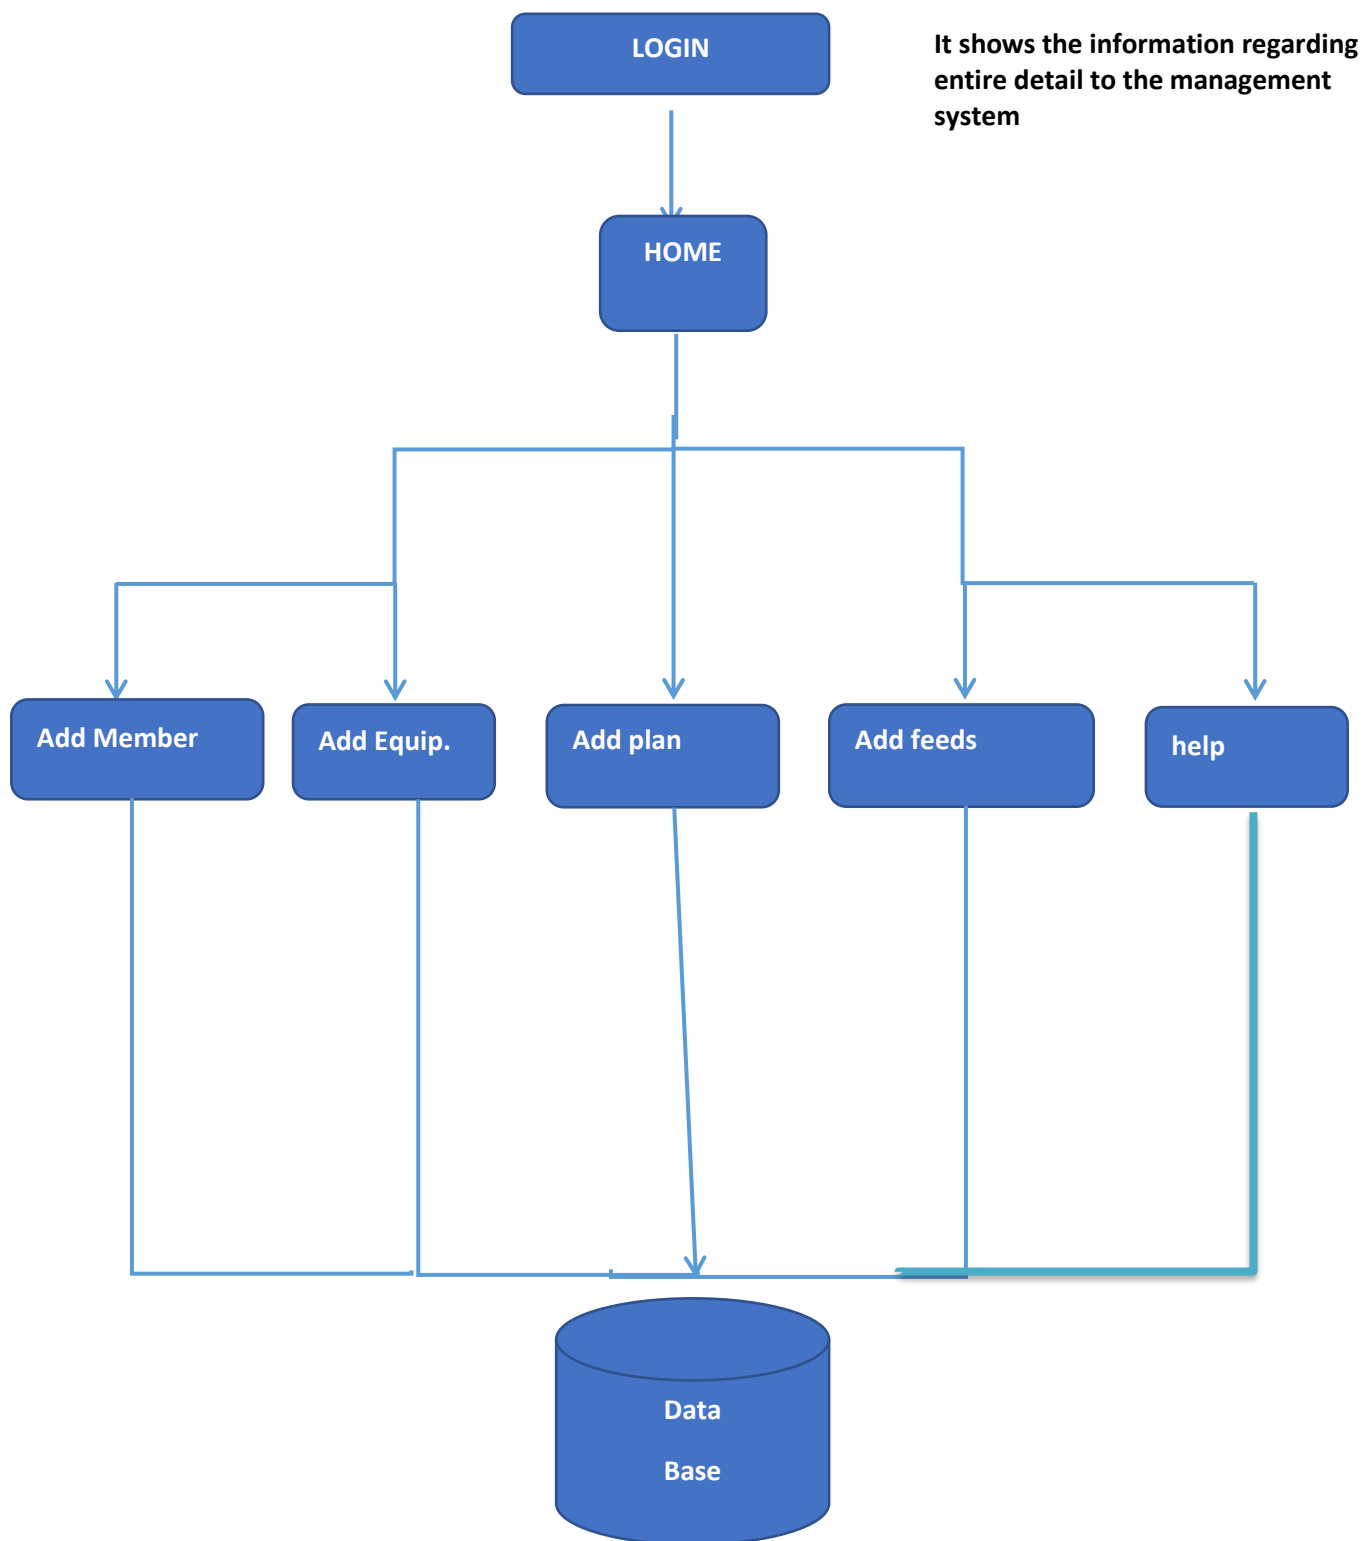 LOGIN
It shows the information regarding
entire detail to the management
system
HOME
Add Member
Add Equip.
Add plan
Add feeds
help
Data
Base